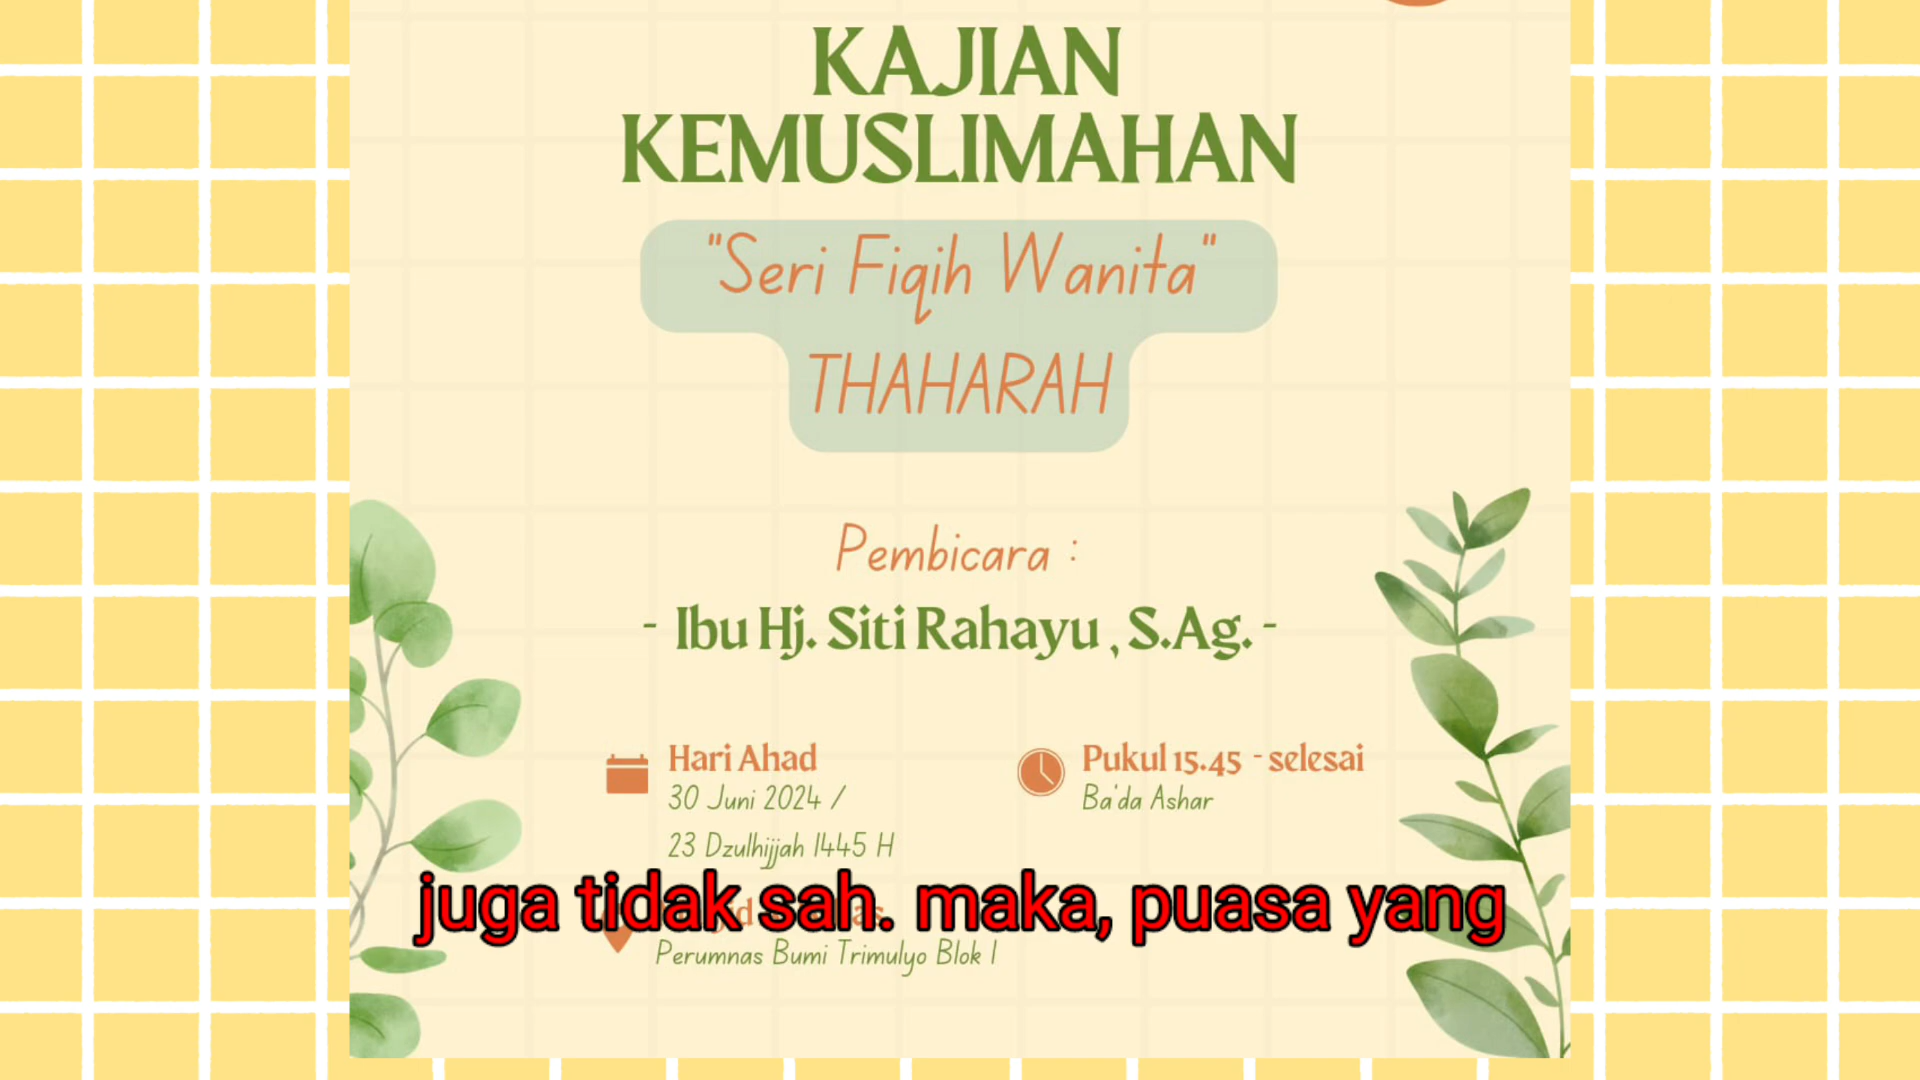 KAJIAN
KEMUSLIMAHAN
"Seri Fiqih Wanita"
THAHARAH
Pembicara :
- Ibu Hj. Siti Rahayu , S.Ag. -
Hari Ahad
30 Juni 2024 /
23 Dzulhijjah 1445 H
Pukul 15.45 - selesai
Ba'da Ashar
juga tidak sah. maka, puasa yang
Perumnas Bumi Trimulyo Blok I